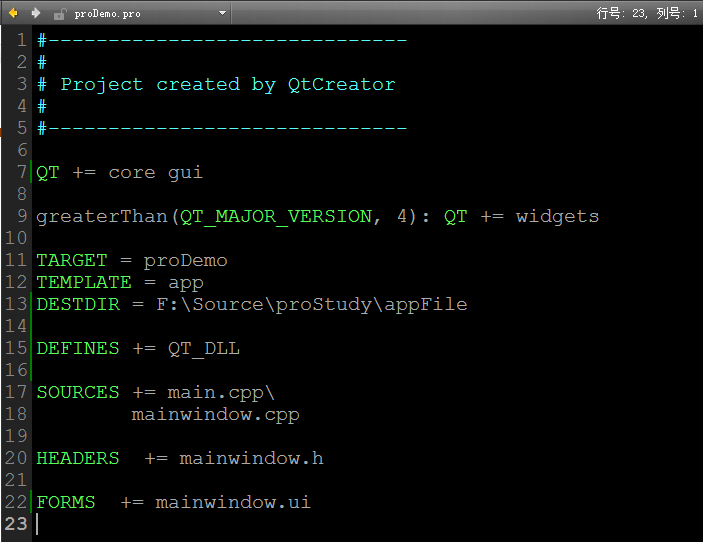 proDemo.pro 行号: 23, 列号: 1
1 #------------------------------
2 #
3 # Project created by QtCreator
4 #
5 #------------------------------
6
7 QT += core gui
8
9 greaterThan(QT_MAJOR_VERSION, 4): QT += widgets
10
11 TARGET = proDemo
12 TEMPLATE = app
13 DESTDIR = F:\Source\proStudy\appFile
14
15 DEFINES += QT_DLL
16
17 SOURCES += main.cpp\
18         mainwindow.cpp
19
20 HEADERS  += mainwindow.h
21
22 FORMS  += mainwindow.ui
23